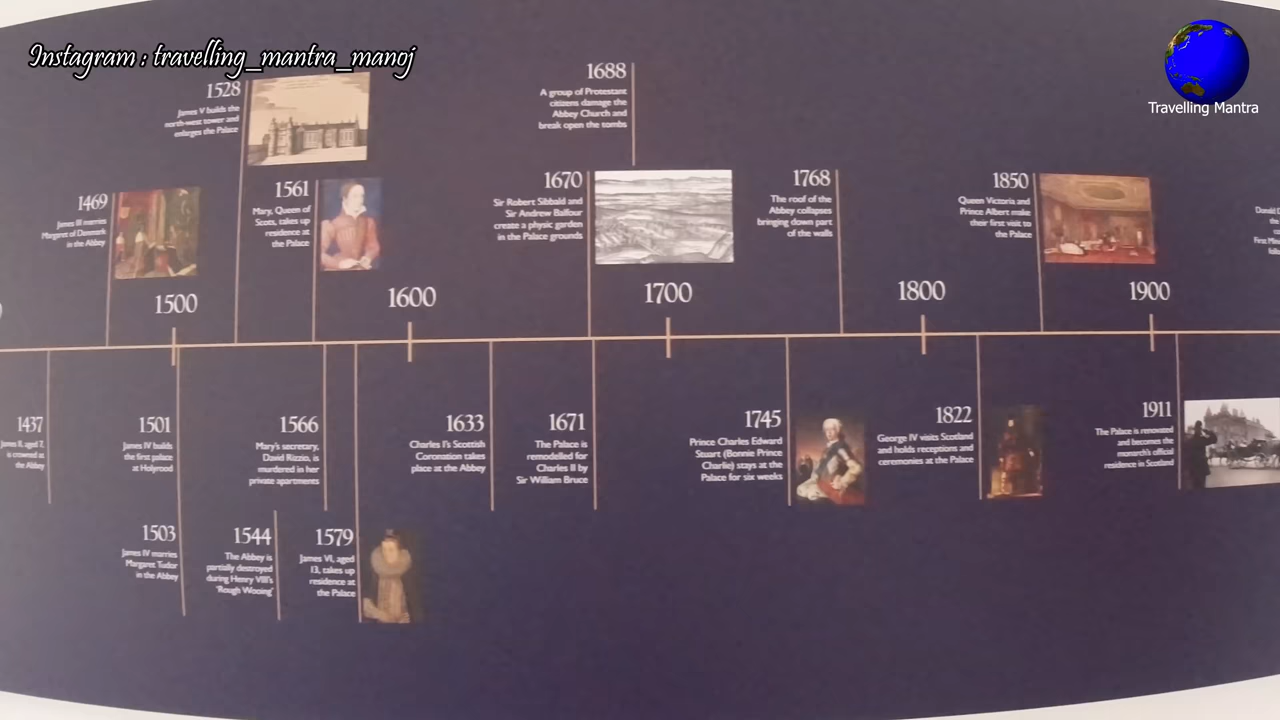 Instagram : travelling_mantra_manoj
Travelling Mantra
1528
James V builds the
north-west tower and
enlarges the Palace
1688
A group of Protestant
citizens damage the
Abbey Church and
break open the tombs
1469
James III marries
Margaret of Denmark
in the Abbey
1561
Mary, Queen of
Scots, takes up
residence at
the Palace
1670
Sir Robert Sibbald and
Sir Andrew Balfour
create a physic garden
in the Palace grounds
1768
The roof of the
Abbey collapses
bringing down part
of the walls
1850
Queen Victoria and
Prince Albert make
their first visit to
the Palace
Donald
First Min
1500
1600
1700
1800
1900
1437
James II, aged 7,
is crowned at
the Abbey
1501
James IV builds
the first palace
at Holyrood
1566
Mary's secretary,
David Rizzio, is
murdered in her
private apartments
1633
Charles I's Scottish
Coronation takes
place at the Abbey
1671
The Palace is
remodelled for
Charles II by
Sir William Bruce
1745
Prince Charles Edward
Stuart (Bonnie Prince
Charlie) stays at the
Palace for six weeks
1822
George IV visits Scotland
and holds receptions and
ceremonies at the Palace
1911
The Palace is renovated
and becomes the
monarch's official
residence in Scotland
1503
James IV marries
Margaret Tudor
in the Abbey
1544
The Abbey is
partially destroyed
during Henry VIII's
'Rough Wooing'
1579
James VI, aged
13, takes up
residence at
the Palace